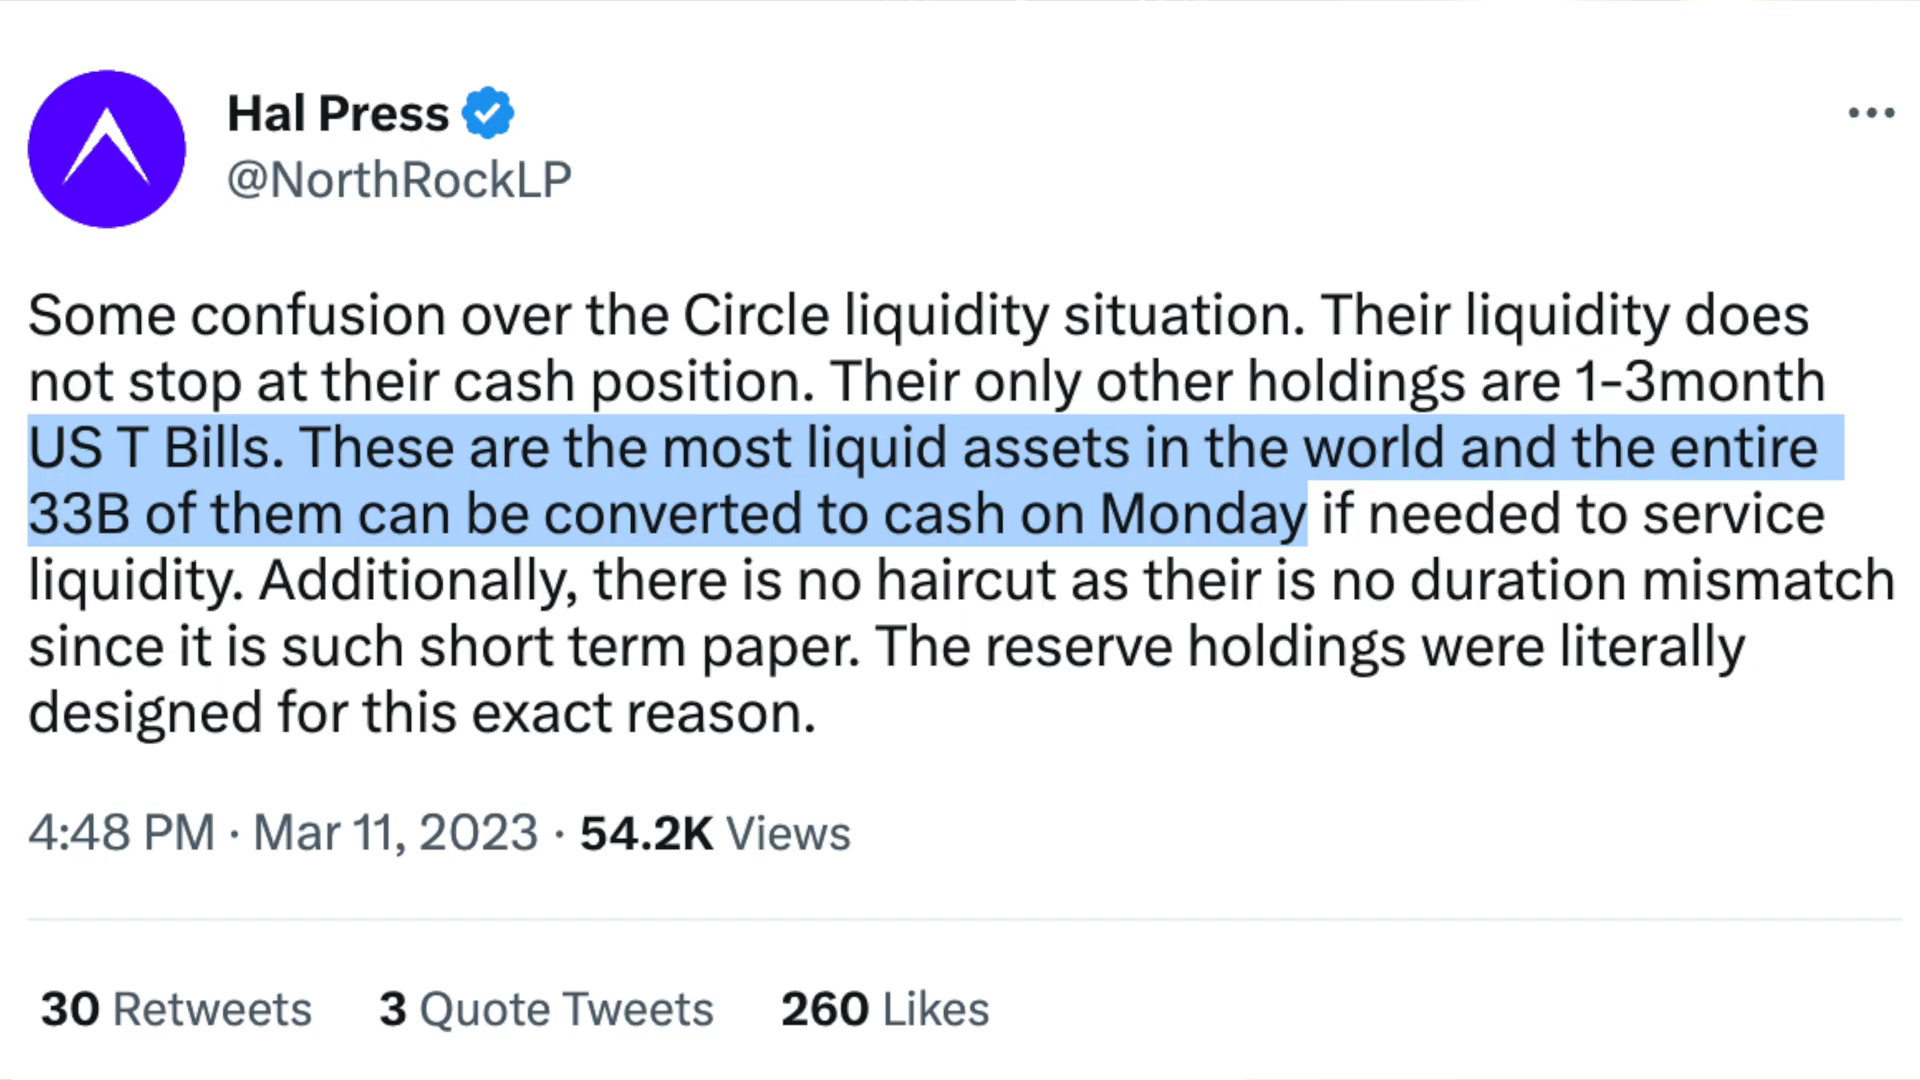 Hal Press
@NorthRockLP
Some confusion over the Circle liquidity situation. Their liquidity does
not stop at their cash position. Their only other holdings are 1-3month
US T Bills. These are the most liquid assets in the world and the entire
33B of them can be converted to cash on Monday if needed to service
liquidity. Additionally, there is no haircut as their is no duration mismatch
since it is such short term paper. The reserve holdings were literally
designed for this exact reason.
4:48 PM · Mar 11, 2023 · 54.2K Views
30 Retweets 3 Quote Tweets 260 Likes